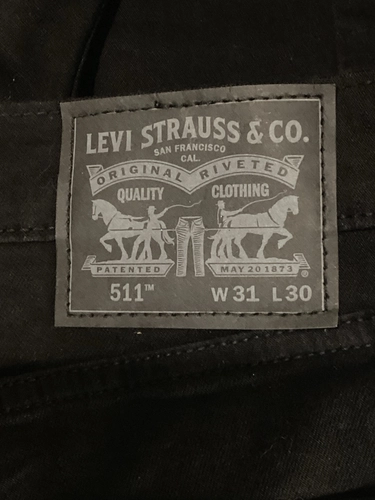 LEVI STRAUSS & CO.
SAN FRANCISCO
CAL.
ORIGINAL RIVETED
QUALITY CLOTHING
PATENTED MAY 20 1873 ®
511™ W31 L30